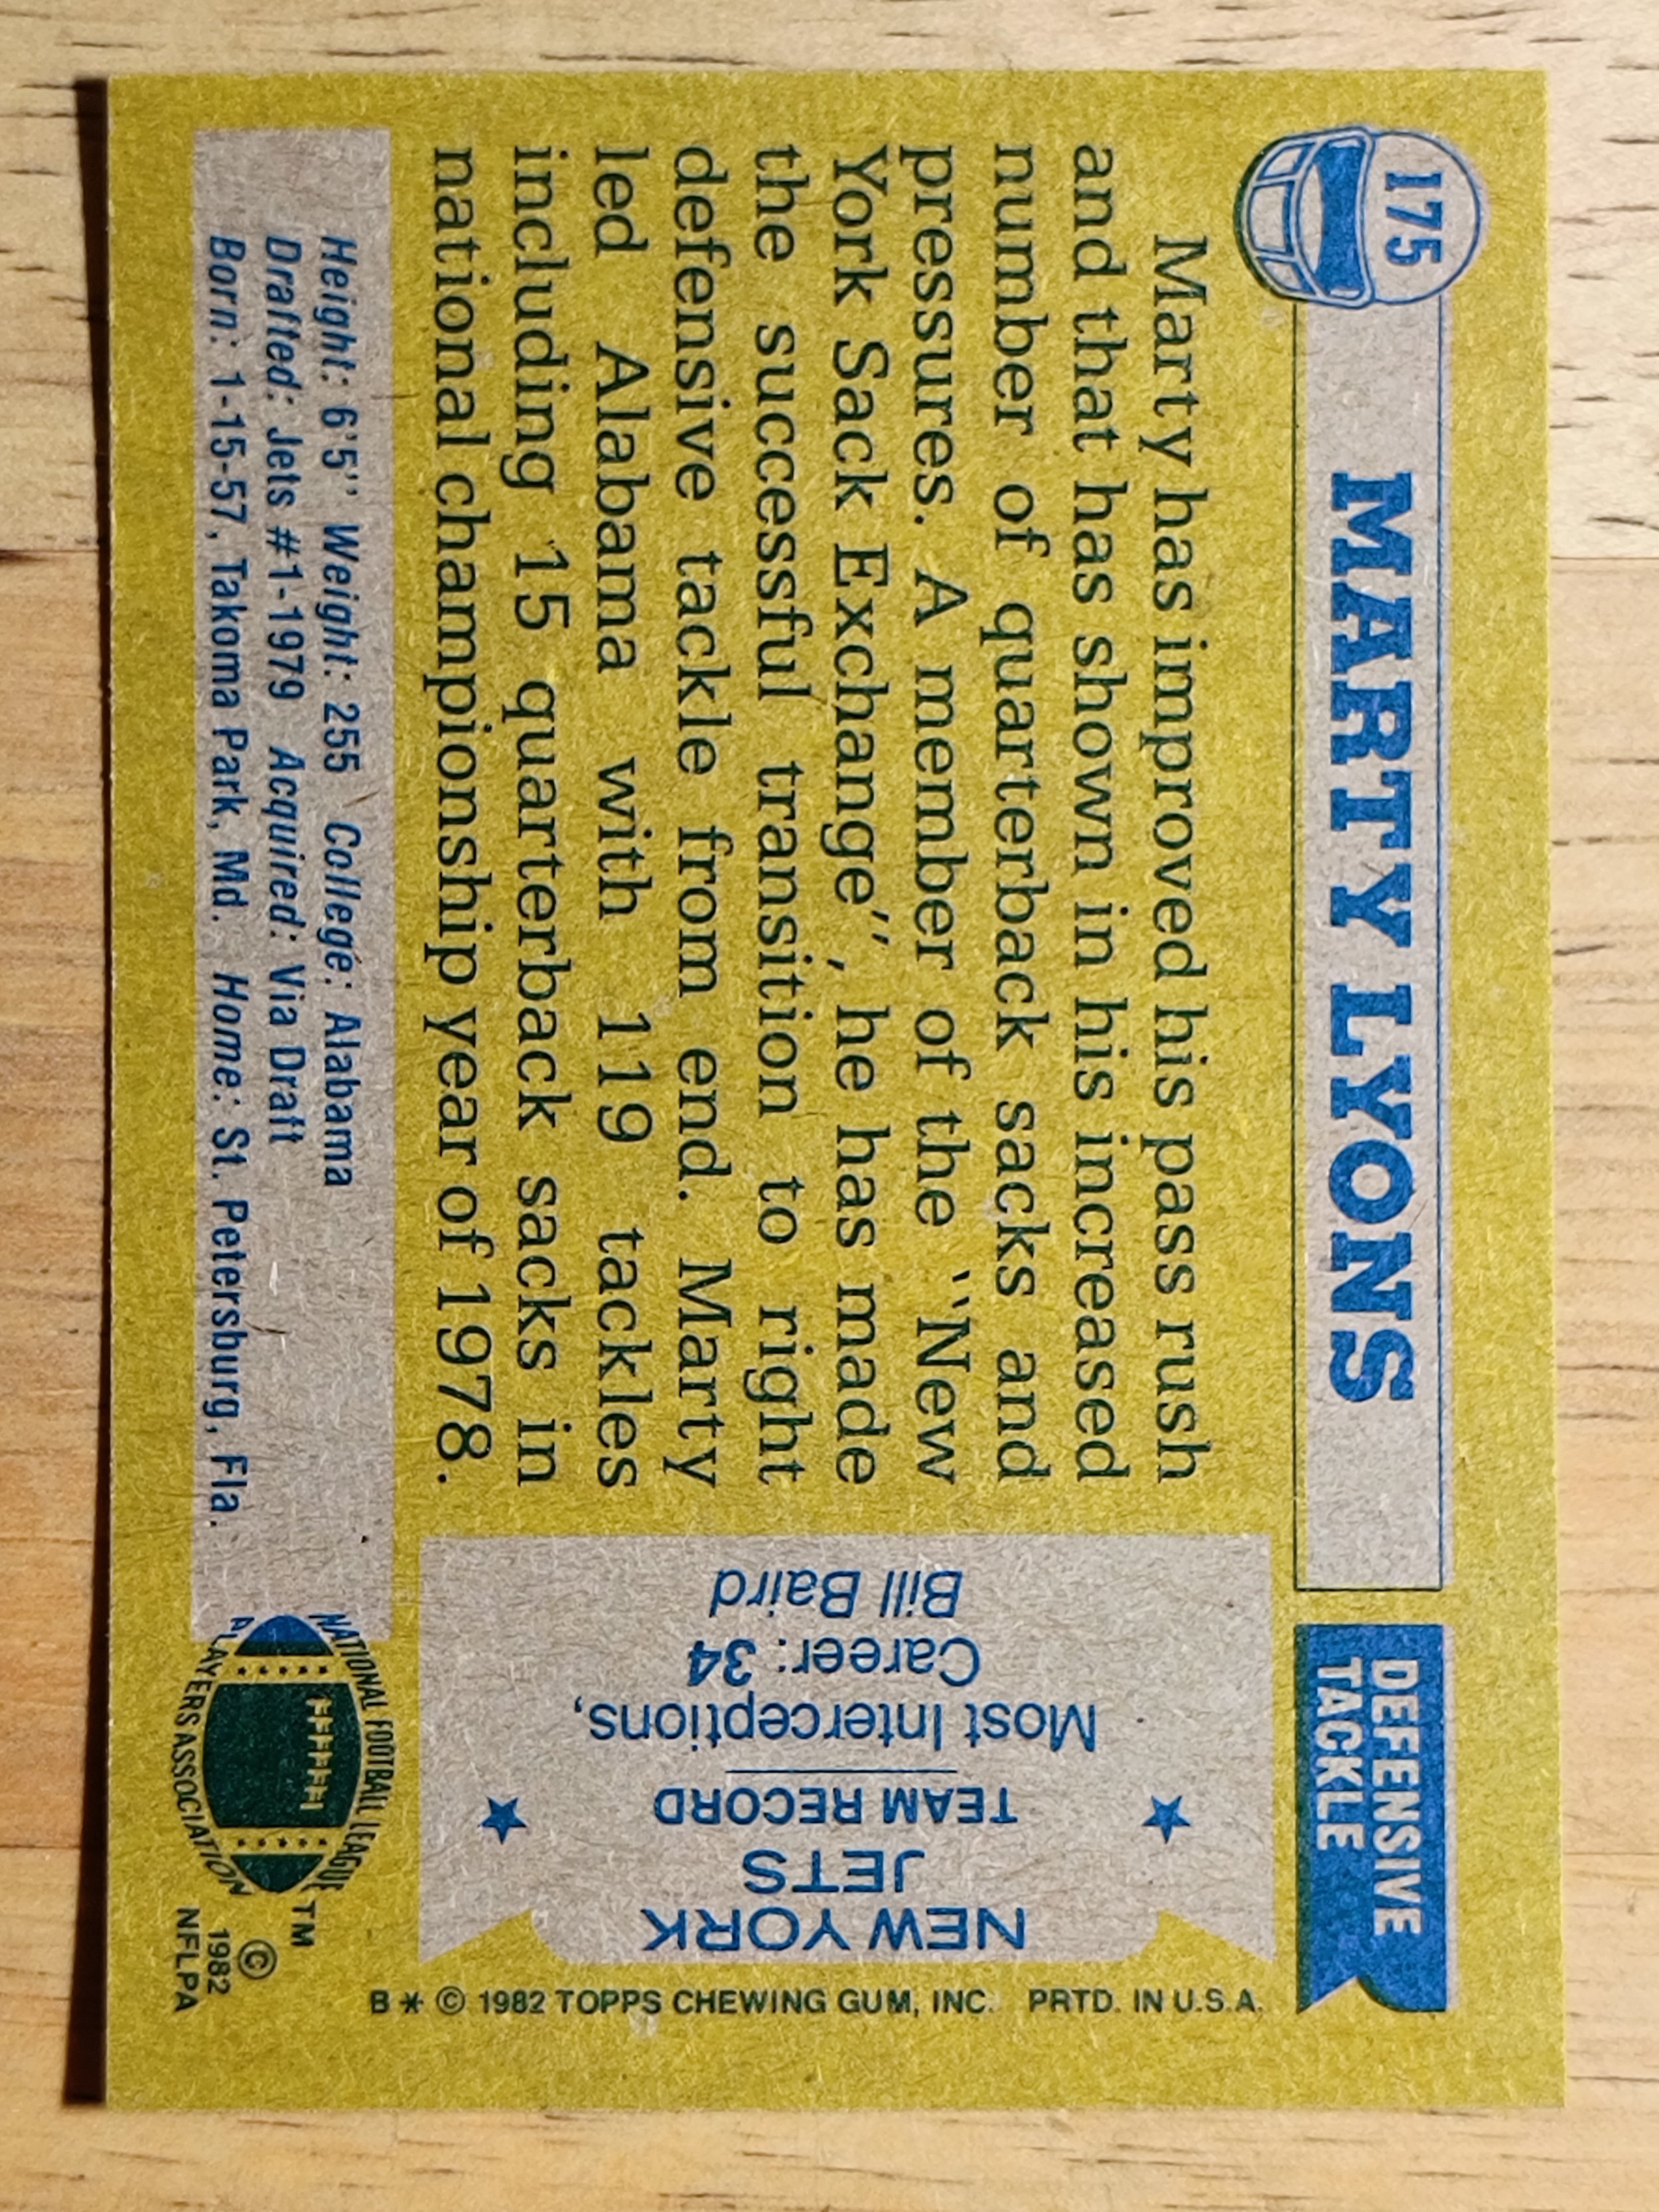 175
MARTY LYONS
DEFENSIVE
TACKLE
Marty has improved his pass rush
and that has shown in his increased
number of quarterback sacks and
pressures. A member of the ‘‘New
York Sack Exchange’’, he has made
the successful transition to right
defensive tackle from end. Marty
led Alabama with 119 tackles
including 15 quarterback sacks in
national championship year of 1978.
NEW YORK
JETS
TEAM RECORD
Most Interceptions,
Career: 34
Bill Baird
B* © 1982 TOPPS CHEWING GUM, INC. PRTD. IN U.S.A.
Height: 6'5'' Weight: 255 College: Alabama
Drafted: Jets #1-1979 Acquired: Via Draft
Born: 1-15-57, Takoma Park, Md. Home: St. Petersburg, Fla.
NATIONAL FOOTBALL LEAGUE
PLAYERS ASSOCIATION
TM
©
1982
NFLPA